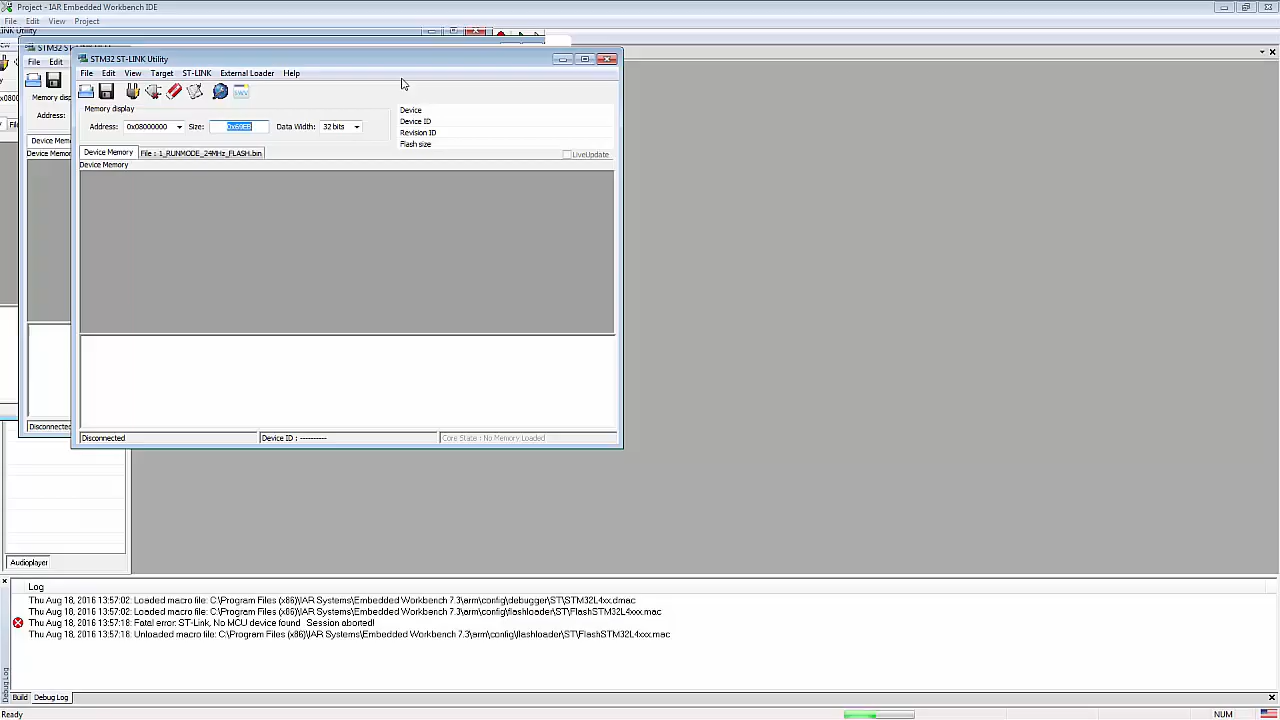 Project - IAR Embedded Workbench IDE
File Edit View Project
-LINK Utility
STM32 ST-LINK Utility
File Edit View Target ST-LINK External Loader Help
File Edit
Memory display
Address: 0x08000000 Size: Data Width: 32 bits
Device
Device ID
Revision ID
Flash size
LiveUpdate
Address:
Device Memory File : 1_RUNMODE_24MHz_FLASH.bin
Device Memory
Disconnected Device ID : ---------- Core State : No Memory Loaded
Disconnected
Audioplayer
Log
Thu Aug 18, 2016 13:57:02: Loaded macro file: C:\Program Files (x86)\IAR Systems\Embedded Workbench 7.3\arm\config\debugger\ST\STM32L4xx.dmac
Thu Aug 18, 2016 13:57:02: Loaded macro file: C:\Program Files (x86)\IAR Systems\Embedded Workbench 7.3\arm\config\flashloader\ST\FlashSTM32L4xxx.mac
Thu Aug 18, 2016 13:57:18: Fatal error: ST-Link, No MCU device found Session aborted!
Thu Aug 18, 2016 13:57:18: Unloaded macro file: C:\Program Files (x86)\IAR Systems\Embedded Workbench 7.3\arm\config\flashloader\ST\FlashSTM32L4xxx.mac
Debug Log
Build Debug Log
Ready NUM